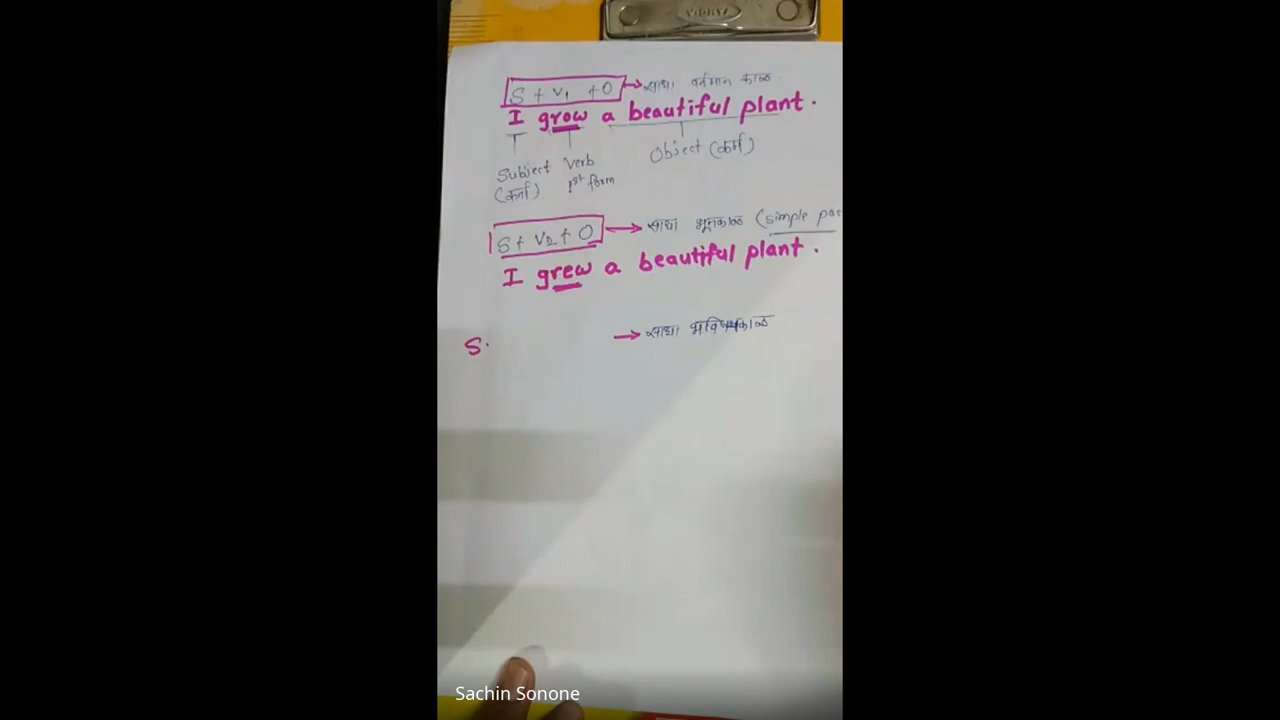 S + V1 + O → साधा वर्तमान काळ
I grow a beautiful plant.
Subject Verb Object (कर्म)
(कर्ता) 1st form
S + V2 + O → साधा भूतकाळ (simple pas
I grew a beautiful plant.
S. → साधा भविष्यकाळ
Sachin Sonone